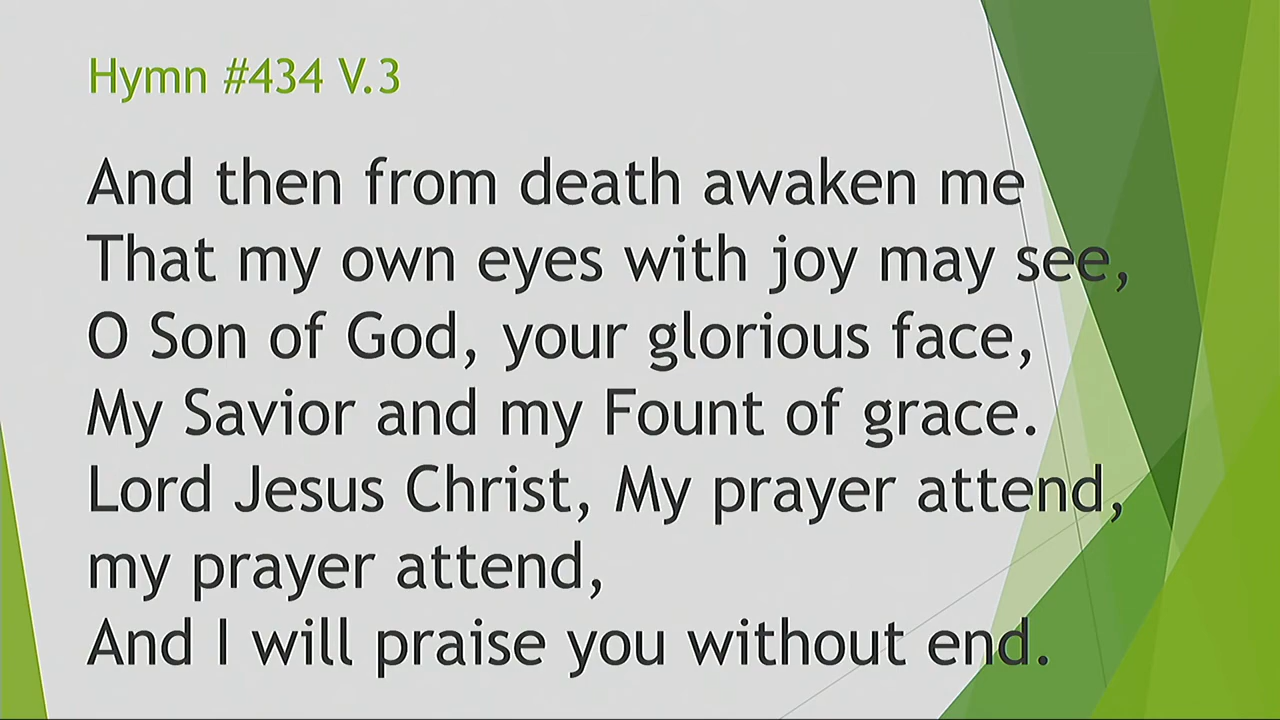 Hymn #434 V.3
And then from death awaken me
That my own eyes with joy may see,
O Son of God, your glorious face,
My Savior and my Fount of grace.
Lord Jesus Christ, My prayer attend,
my prayer attend,
And I will praise you without end.